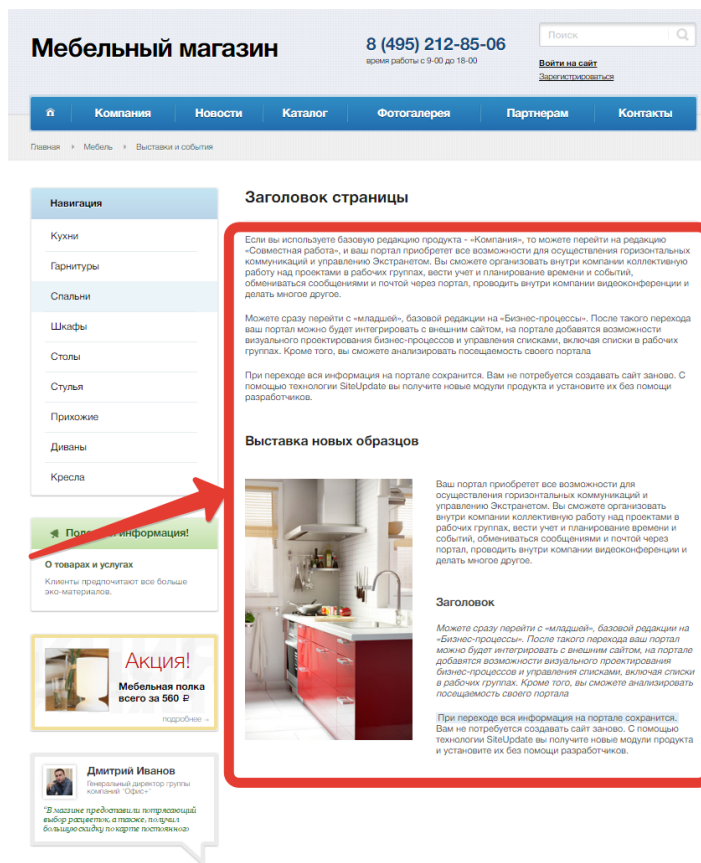 Мебельный магазин
8 (495) 212-85-06
время работы с 9-00 до 18-00
Поиск
Войти на сайт
Зарегистрироваться
Компания
Новости
Каталог
Фотогалерея
Партнерам
Контакты
Главная
Мебель
Выставки и события
Навигация
Кухни
Гарнитуры
Спальни
Шкафы
Столы
Стулья
Прихожие
Диваны
Кресла
информация!
О товарах и услугах
Клиенты предпочитают все больше
эко-материалов.
Акция!
Мебельная полка
всего за 560 ₽
подробнее
Дмитрий Иванов
Генеральный директор группы
компаний "Офис+"
"В магазине предоставили потрясающий
выбор расцветок, а также, получил
большую скидку по карте постоянного
Заголовок страницы
Если вы используете базовую редакцию продукта - «Компания», то можете перейти на редакцию
«Совместная работа», и ваш портал приобретет все возможности для осуществления горизонтальных
коммуникаций и управлению Экстранетом. Вы сможете организовать внутри компании коллективную
работу над проектами в рабочих группах, вести учет и планирование времени и событий,
обмениваться сообщениями и почтой через портал, проводить внутри компании видеоконференции и
делать многое другое.
Можете сразу перейти с «младшей», базовой редакции на «Бизнес-процессы». После такого перехода
ваш портал можно будет интегрировать с внешним сайтом, на портале добавятся возможности
визуального проектирования бизнес-процессов и управления списками, включая списки в рабочих
группах. Кроме того, вы сможете анализировать посещаемость своего портала
При переходе вся информация на портале сохранится. Вам не потребуется создавать сайт заново. С
помощью технологии SiteUpdate вы получите новые модули продукта и установите их без помощи
разработчиков.
Выставка новых образцов
Ваш портал приобретет все возможности для
осуществления горизонтальных коммуникаций и
управлению Экстранетом. Вы сможете организовать
внутри компании коллективную работу над проектами в
рабочих группах, вести учет и планирование времени и
событий, обмениваться сообщениями и почтой через
портал, проводить внутри компании видеоконференции и
делать многое другое.
Заголовок
Можете сразу перейти с «младшей», базовой редакции на
«Бизнес-процессы». После такого перехода ваш портал
можно будет интегрировать с внешним сайтом, на портале
добавятся возможности визуального проектирования
бизнес-процессов и управления списками, включая списки
в рабочих группах. Кроме того, вы сможете анализировать
посещаемость своего портала
При переходе вся информация на портале сохранится.
Вам не потребуется создавать сайт заново. С помощью
технологии SiteUpdate вы получите новые модули продукта
и установите их без помощи разработчиков.